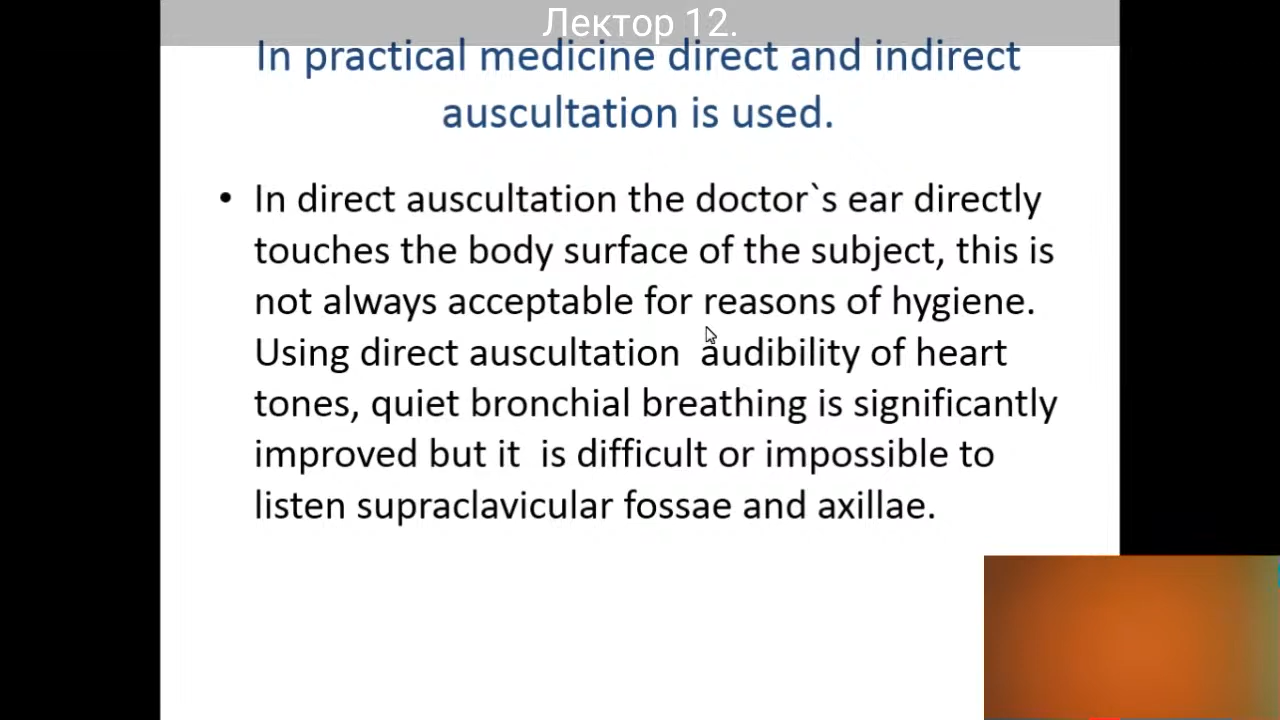 Лектор 12.
In practical medicine direct and indirect
auscultation is used.
• In direct auscultation the doctor`s ear directly
touches the body surface of the subject, this is
not always acceptable for reasons of hygiene.
Using direct auscultation  audibility of heart
tones, quiet bronchial breathing is significantly
improved but it  is difficult or impossible to
listen supraclavicular fossae and axillae.